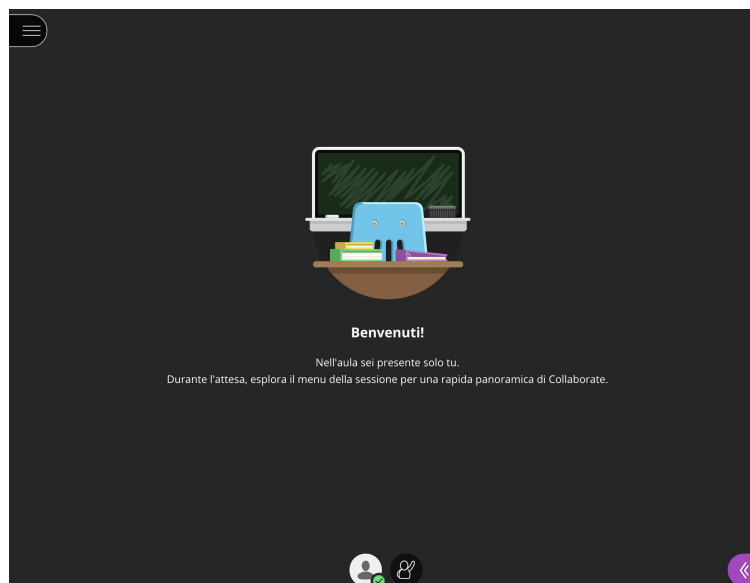 Benvenuti!
Nell'aula sei presente solo tu.
Durante l'attesa, esplora il menu della sessione per una rapida panoramica di Collaborate.